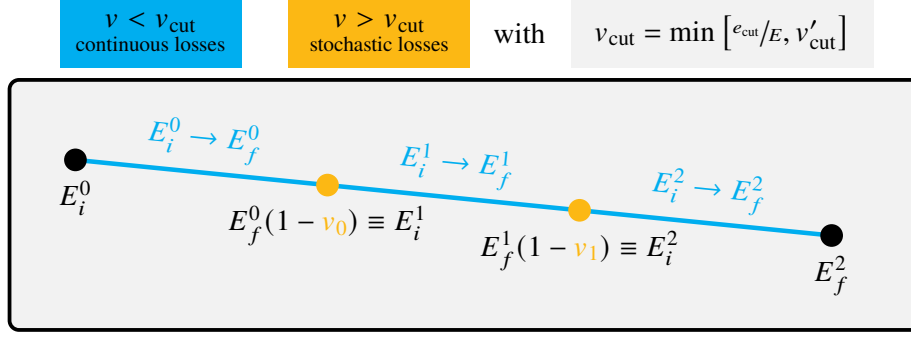 v < v_cut
continuous losses
v > v_cut
stochastic losses
with
v_cut = min [e_cut/E, v′_cut]
E_i^0 → E_f^0
E_i^1 → E_f^1
E_i^2 → E_f^2
E_i^0
E_f^0(1 − v_0) ≡ E_i^1
E_f^1(1 − v_1) ≡ E_i^2
E_f^2